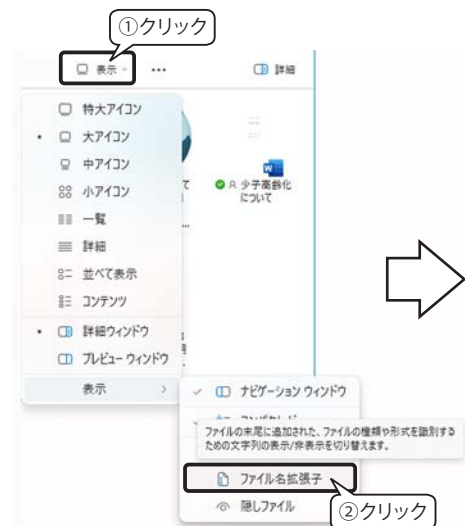 ①クリック
表示
詳細
特大アイコン
大アイコン
中アイコン
小アイコン
一覧
詳細
並べて表示
コンテンツ
詳細ウィンドウ
プレビュー ウィンドウ
表示
て
少子高齢化
について
ナビゲーション ウィンドウ
ファイルの末尾に追加された、ファイルの種類や形式を識別する
ための文字列の表示/非表示を切り替えます。
ファイル名拡張子
隠しファイル
②クリック